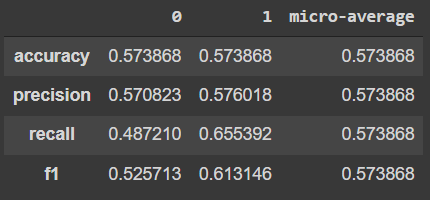 0 1 micro-average
accuracy 0.573868 0.573868 0.573868
precision 0.570823 0.576018 0.573868
recall 0.487210 0.655392 0.573868
f1 0.525713 0.613146 0.573868